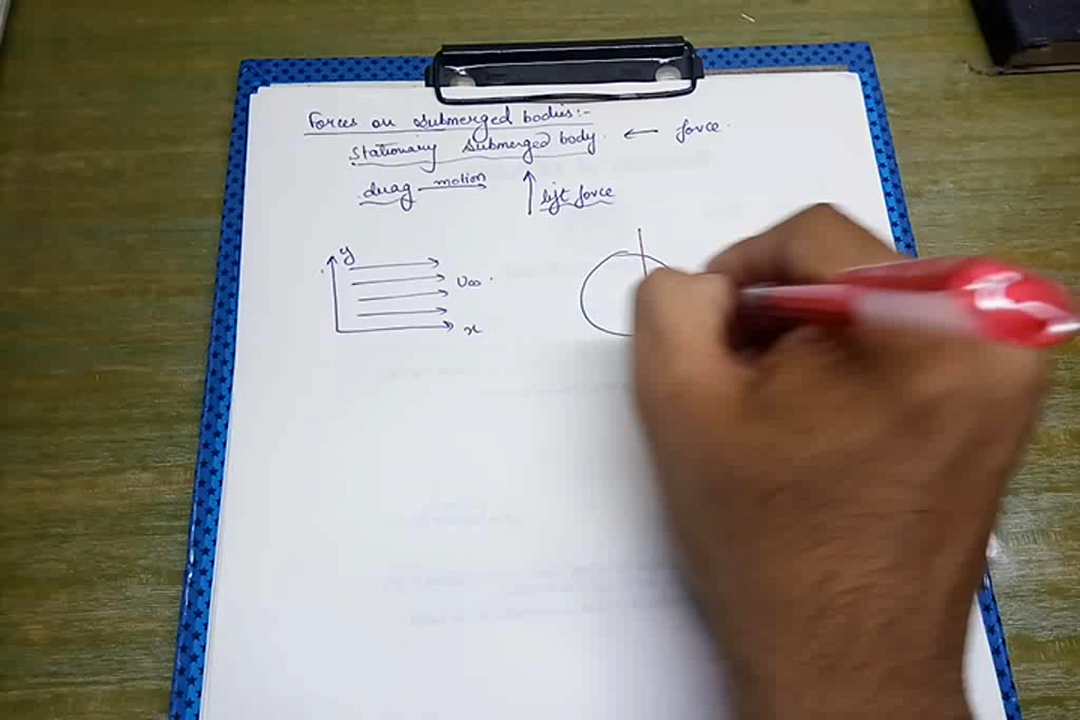 Forces on submerged bodies:-
Stationary submerged body. ← force.
drag motion → ↑ lift force
y
U∞
x